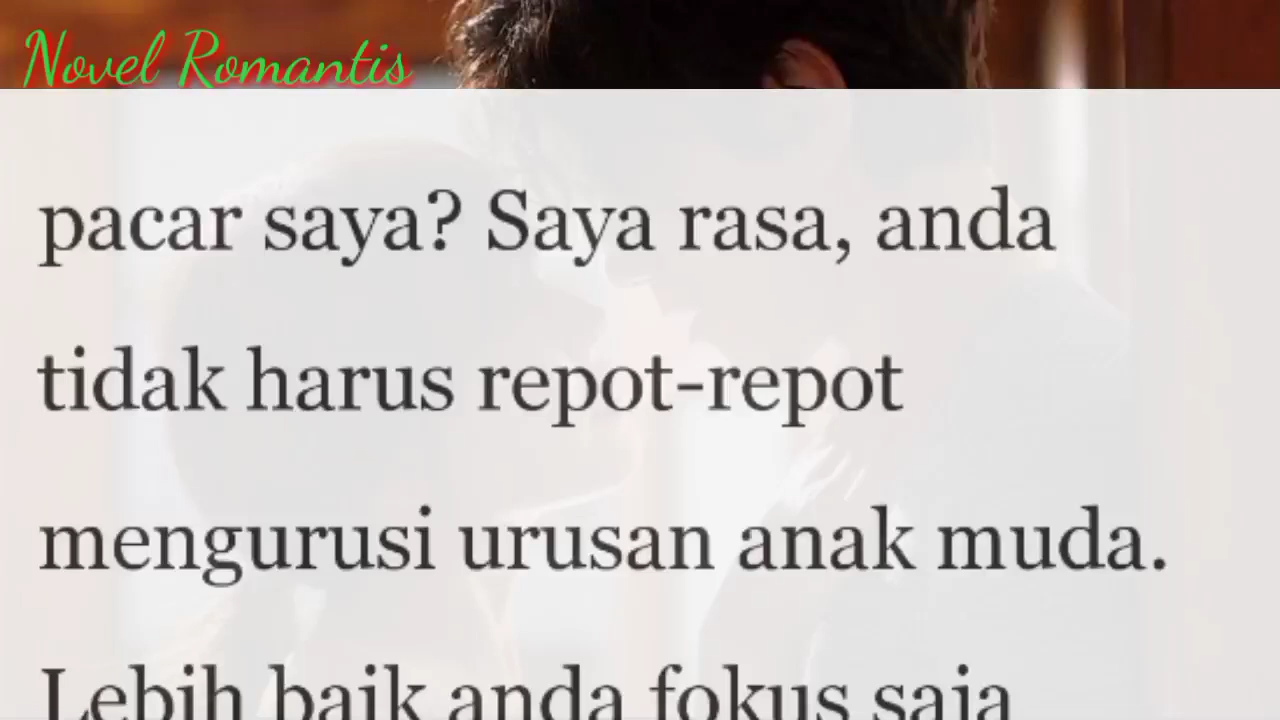 Novel Romantis
pacar saya? Saya rasa, anda
tidak harus repot-repot
mengurusi urusan anak muda.
Lebih baik anda fokus saja